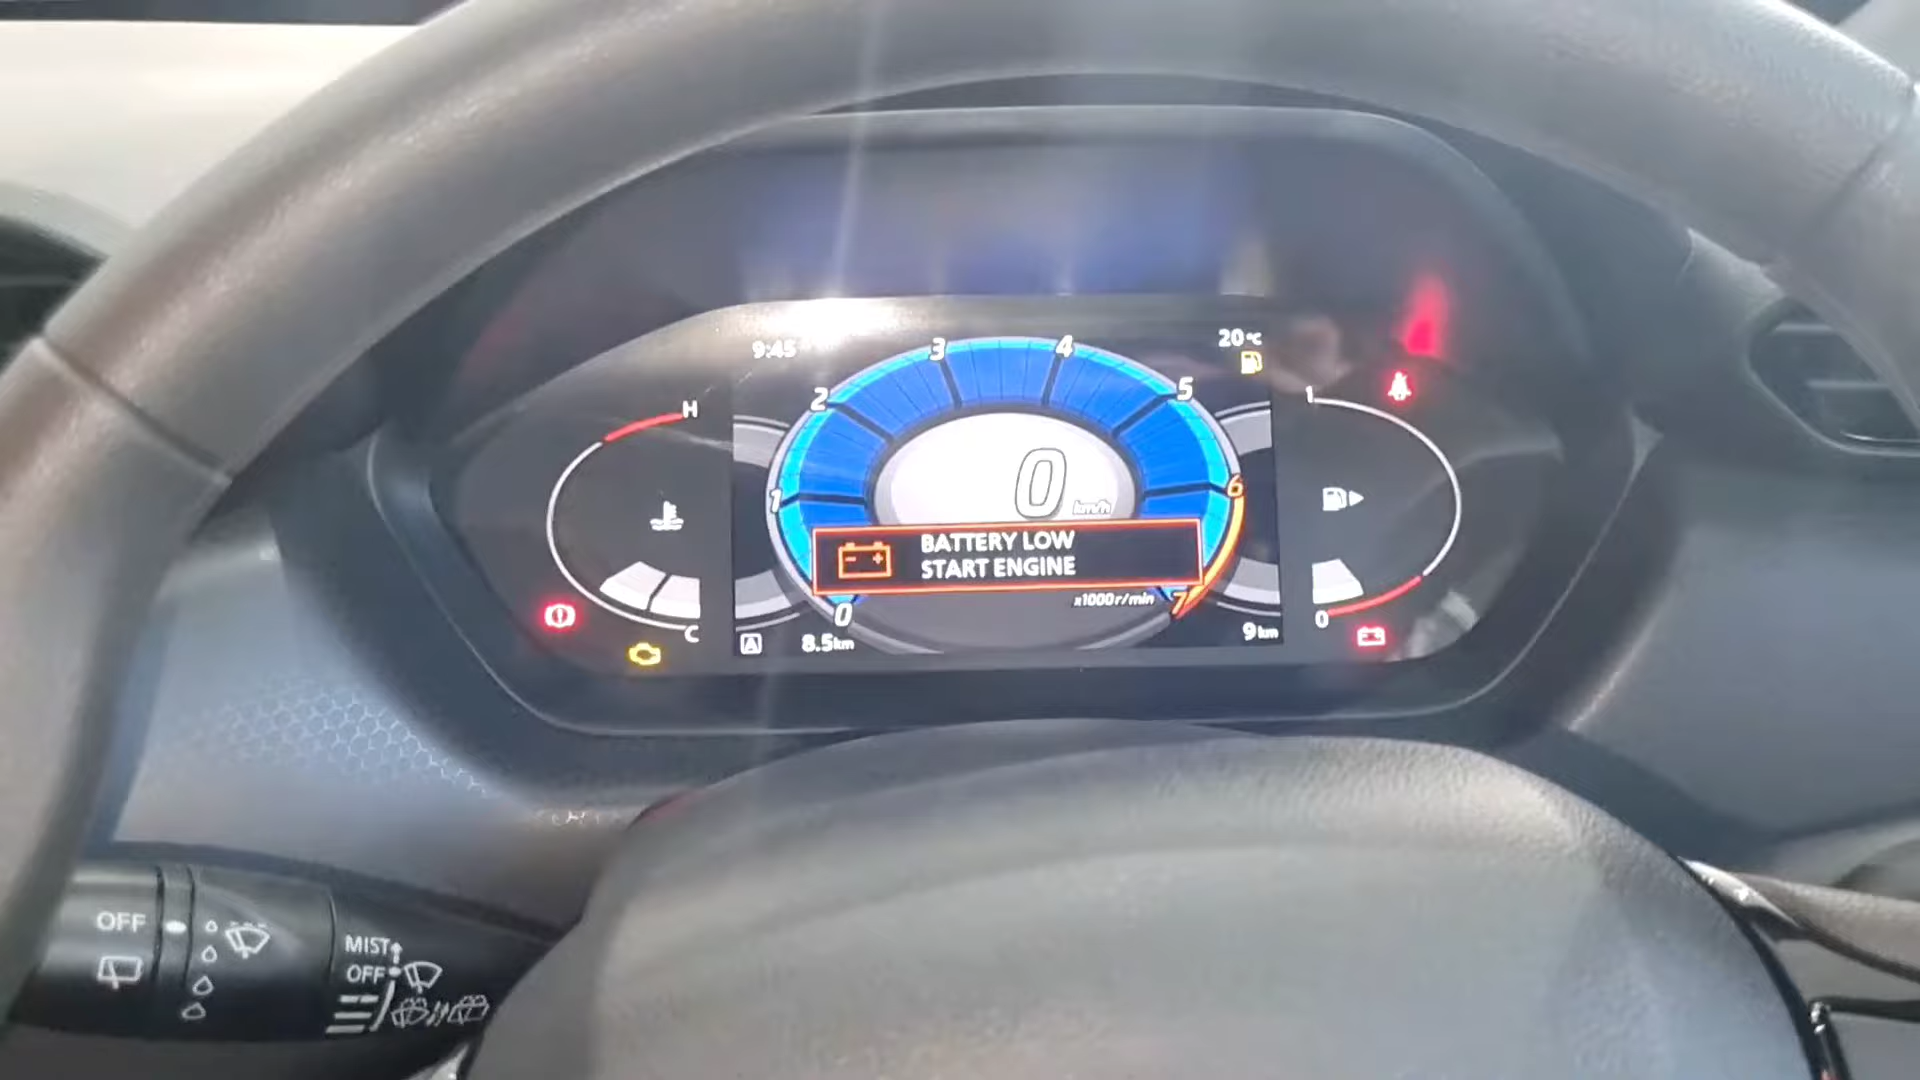 9:45
20°C
3
4
2
5
1
6
0
7
H
C
1
0
0
km/h
BATTERY LOW
START ENGINE
x1000r/min
A
8.5km
9km
OFF
MIST
OFF